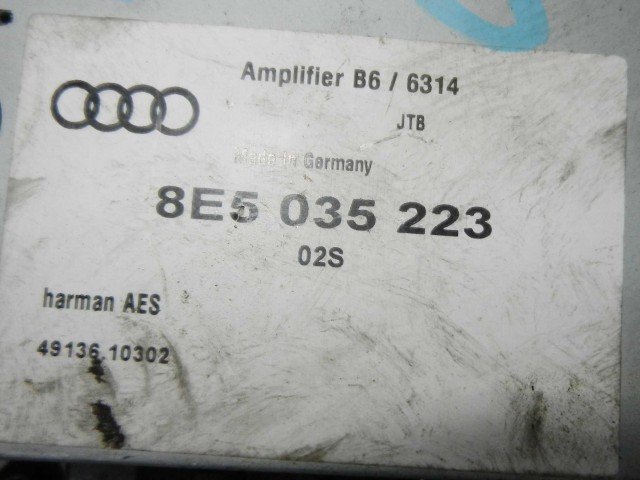 Amplifier B6 / 6314
JTB
Made in Germany
8E5 035 223
02S
harman AES
49136.10302